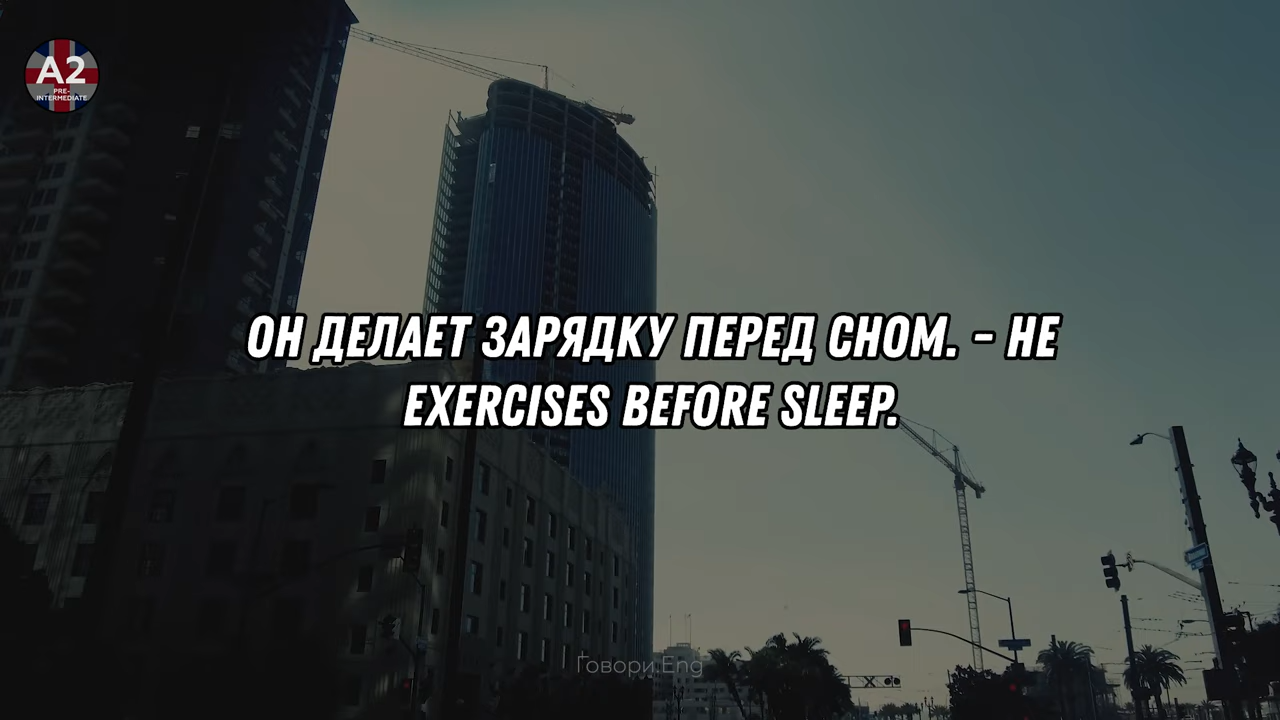 A2
PRE-
INTERMEDIATE
ОН ДЕЛАЕТ ЗАРЯДКУ ПЕРЕД СНОМ. - HE
EXERCISES BEFORE SLEEP.
Говори.Eng